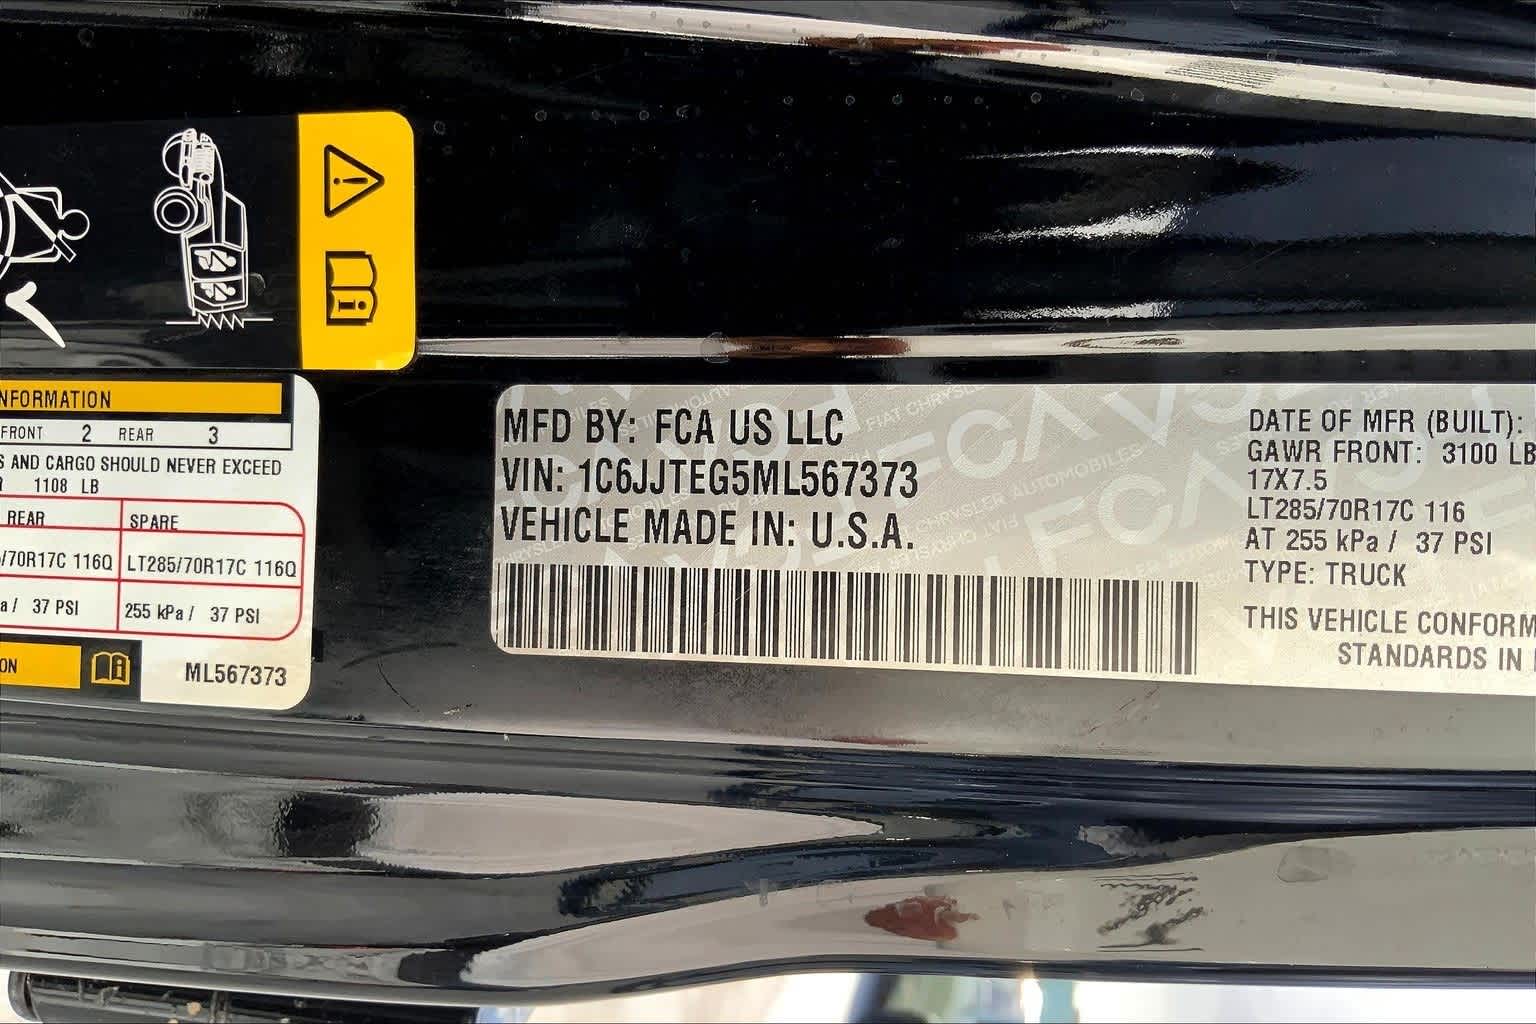 NFORMATION
FRONT 2 REAR 3
S AND CARGO SHOULD NEVER EXCEED
1108 LB
REAR SPARE
/70R17C 116Q LT285/70R17C 116Q
a / 37 PSI 255 kPa / 37 PSI
ON ML567373
MFD BY: FCA US LLC
VIN: 1C6JJTEG5ML567373
VEHICLE MADE IN: U.S.A.
DATE OF MFR (BUILT):
GAWR FRONT: 3100 LB
17X7.5
LT285/70R17C 116
AT 255 kPa / 37 PSI
TYPE: TRUCK
THIS VEHICLE CONFORM
STANDARDS IN